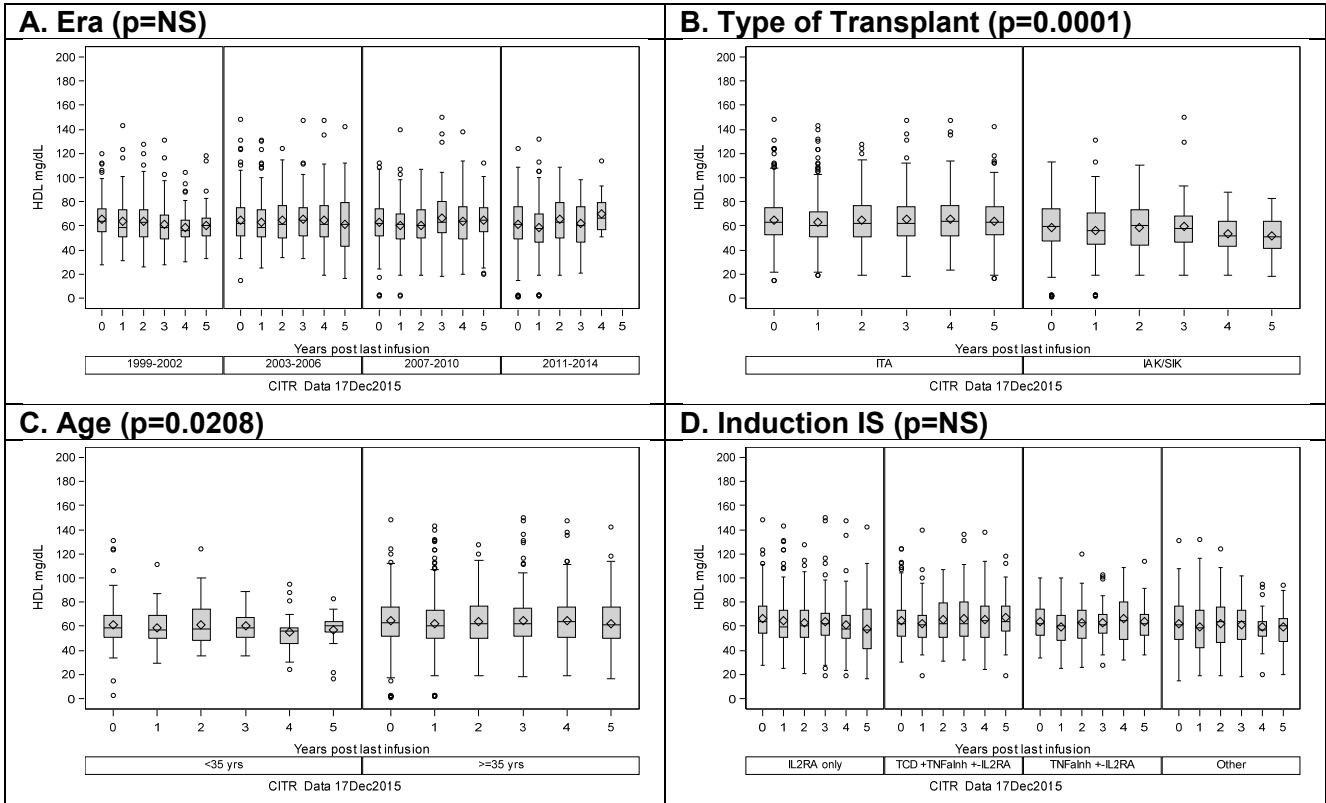 A. Era (p=NS)
HDL mg/dL
200
180
160
140
120
100
80
60
40
20
0
0 1 2 3 4 5 0 1 2 3 4 5 0 1 2 3 4 5 0 1 2 3 4 5
Years post last infusion
1999-2002 2003-2006 2007-2010 2011-2014
CITR Data 17Dec2015
B. Type of Transplant (p=0.0001)
HDL mg/dL
200
180
160
140
120
100
80
60
40
20
0
0 1 2 3 4 5 0 1 2 3 4 5
Years post last infusion
ITA IAK/SIK
CITR Data 17Dec2015
C. Age (p=0.0208)
HDL mg/dL
200
180
160
140
120
100
80
60
40
20
0
0 1 2 3 4 5 0 1 2 3 4 5
Years post last infusion
<35 yrs >=35 yrs
CITR Data 17Dec2015
D. Induction IS (p=NS)
HDL mg/dL
200
180
160
140
120
100
80
60
40
20
0
0 1 2 3 4 5 0 1 2 3 4 5 0 1 2 3 4 5 0 1 2 3 4 5
Years post last infusion
IL2RA only TCD +TNFaInh +-IL2RA TNFaInh +-IL2RA Other
CITR Data 17Dec2015